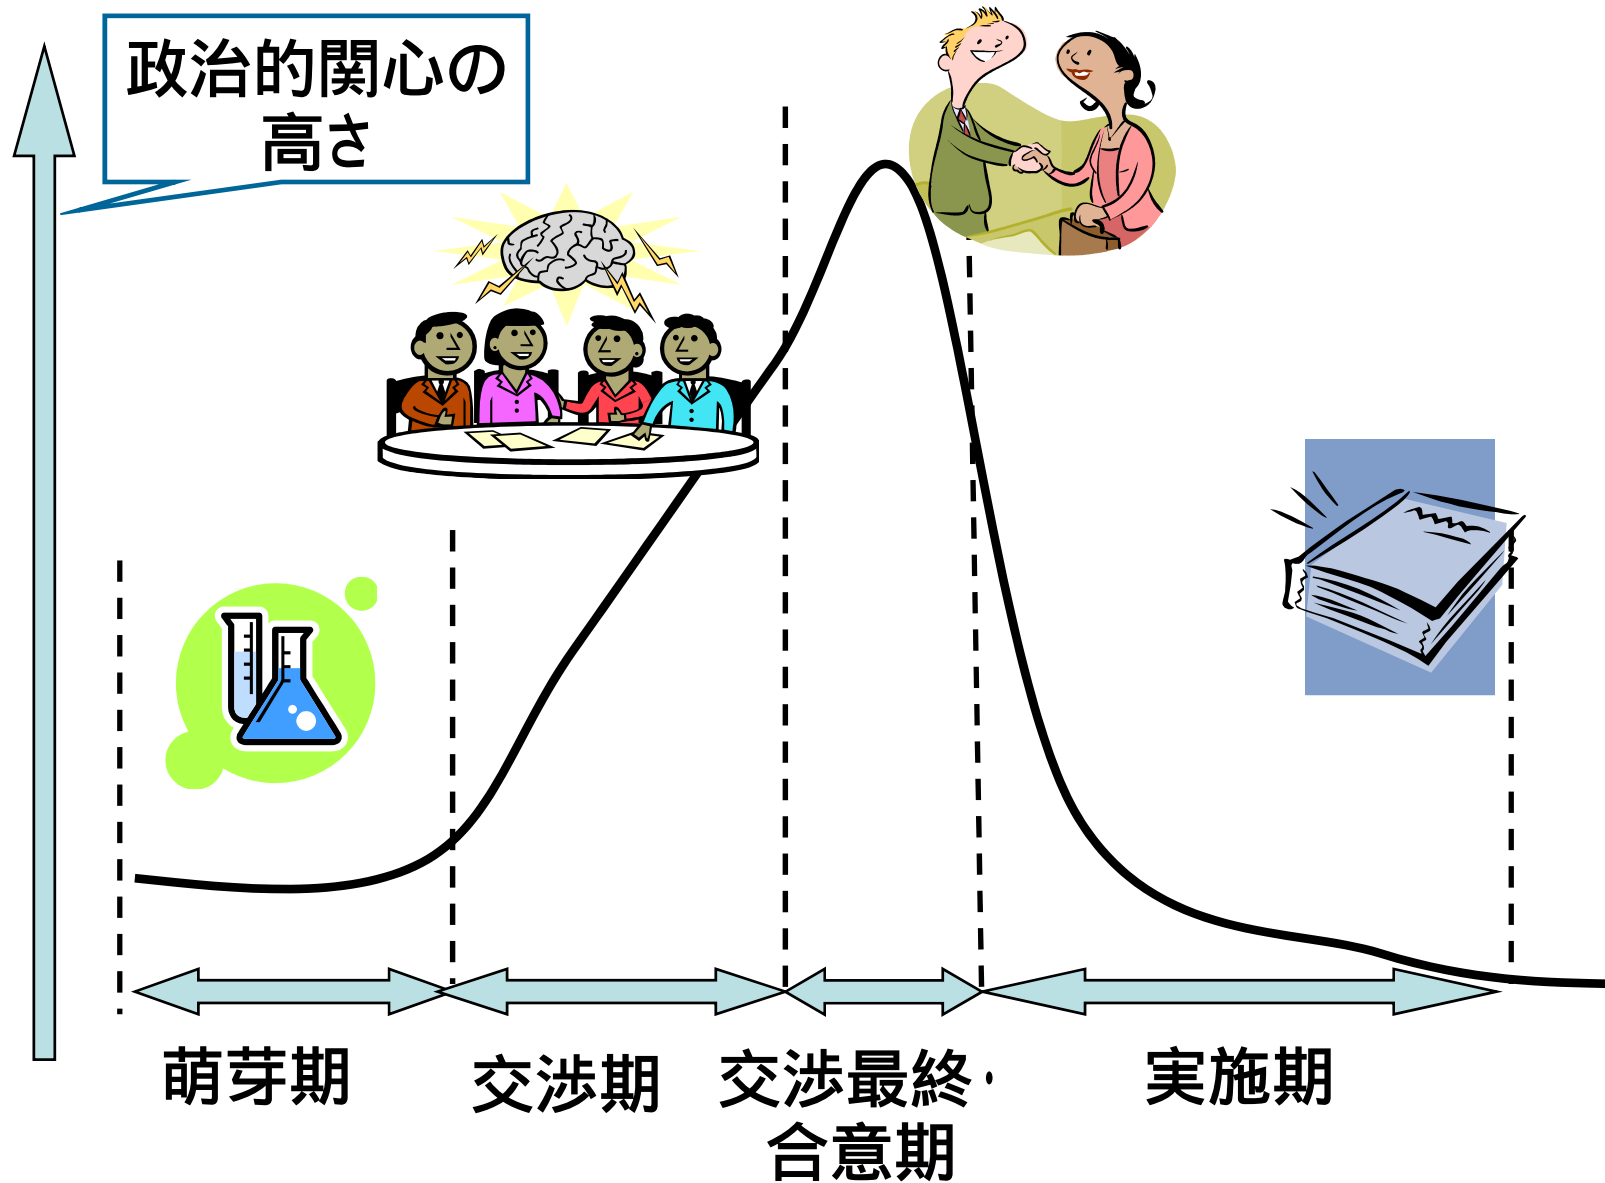 政治的関心の
高さ
萌芽期
交渉期
交渉最終・
合意期
実施期